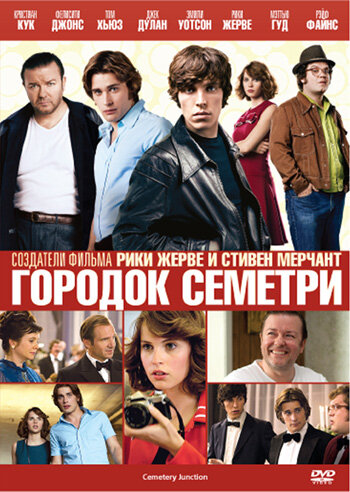 КРИСТИАН КУК
ФЕЛИСИТИ ДЖОНС
ТОМ ХЬЮЗ
ДЖЕК ДУЛАН
ЭМИЛИ УОТСОН
РИКИ ЖЕРВЕ
МЭТТЬЮ ГУД
РЭЙФ ФАЙНС
СОЗДАТЕЛИ ФИЛЬМА РИКИ ЖЕРВЕ И СТИВЕН МЕРЧАНТ
ГОРОДОК СЕМЕТРИ
Cemetery Junction
DVD
VIDEO